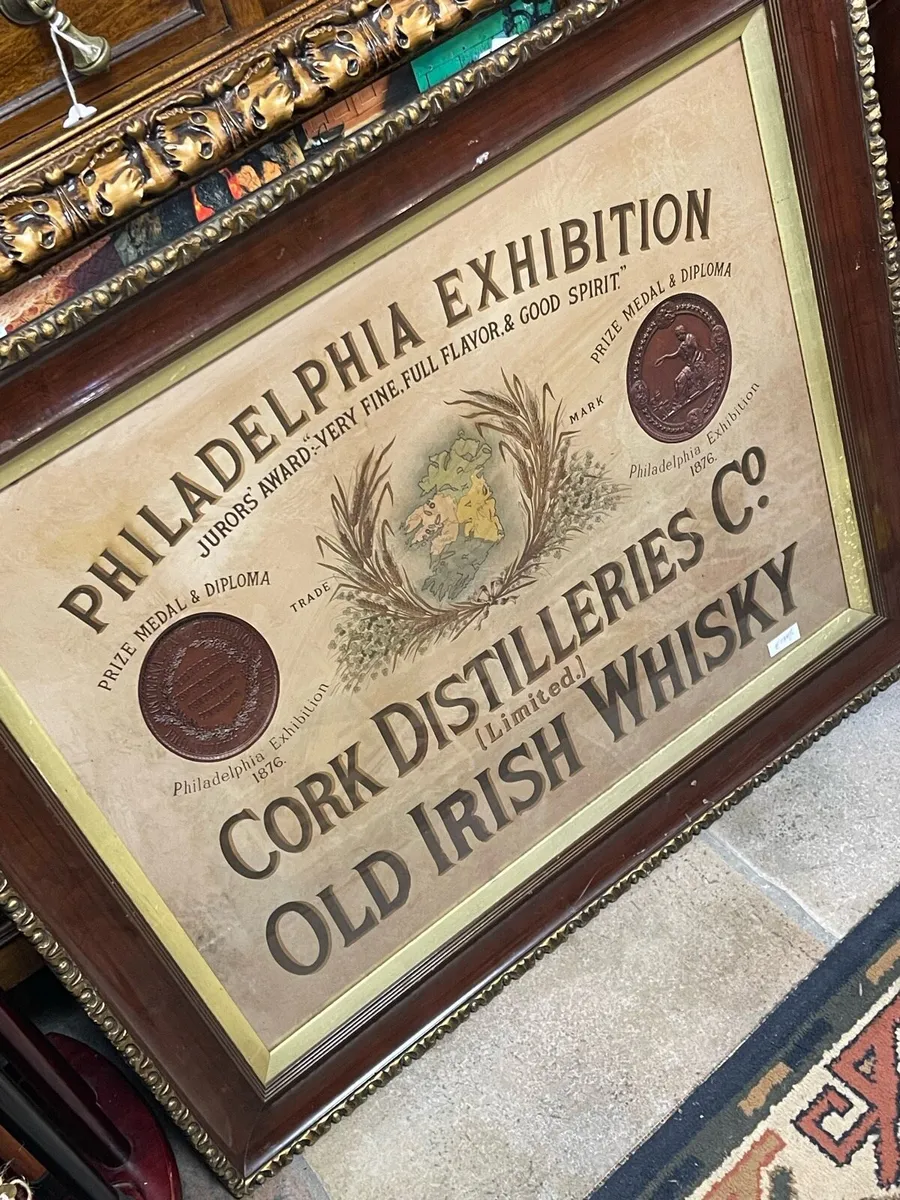 PHILADELPHIA EXHIBITION
JURORS' AWARD:-"VERY FINE, FULL FLAVOR, & GOOD SPIRIT."
PRIZE MEDAL & DIPLOMA
Philadelphia Exhibition
1876.
TRADE MARK
PRIZE MEDAL & DIPLOMA
Philadelphia Exhibition
1876.
CORK DISTILLERIES Co.
(Limited.)
OLD IRISH WHISKY